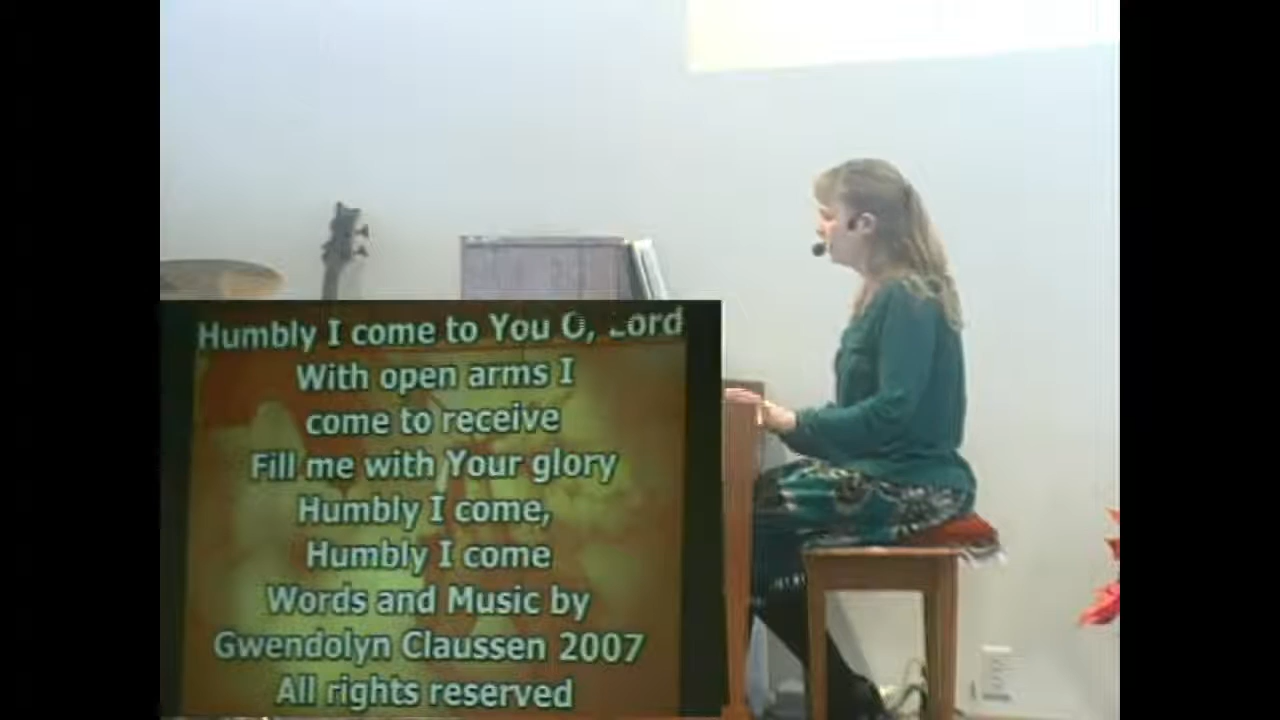 Humbly I come to You O, Lord
With open arms I
come to receive
Fill me with Your glory
Humbly I come,
Humbly I come
Words and Music by
Gwendolyn Claussen 2007
All rights reserved